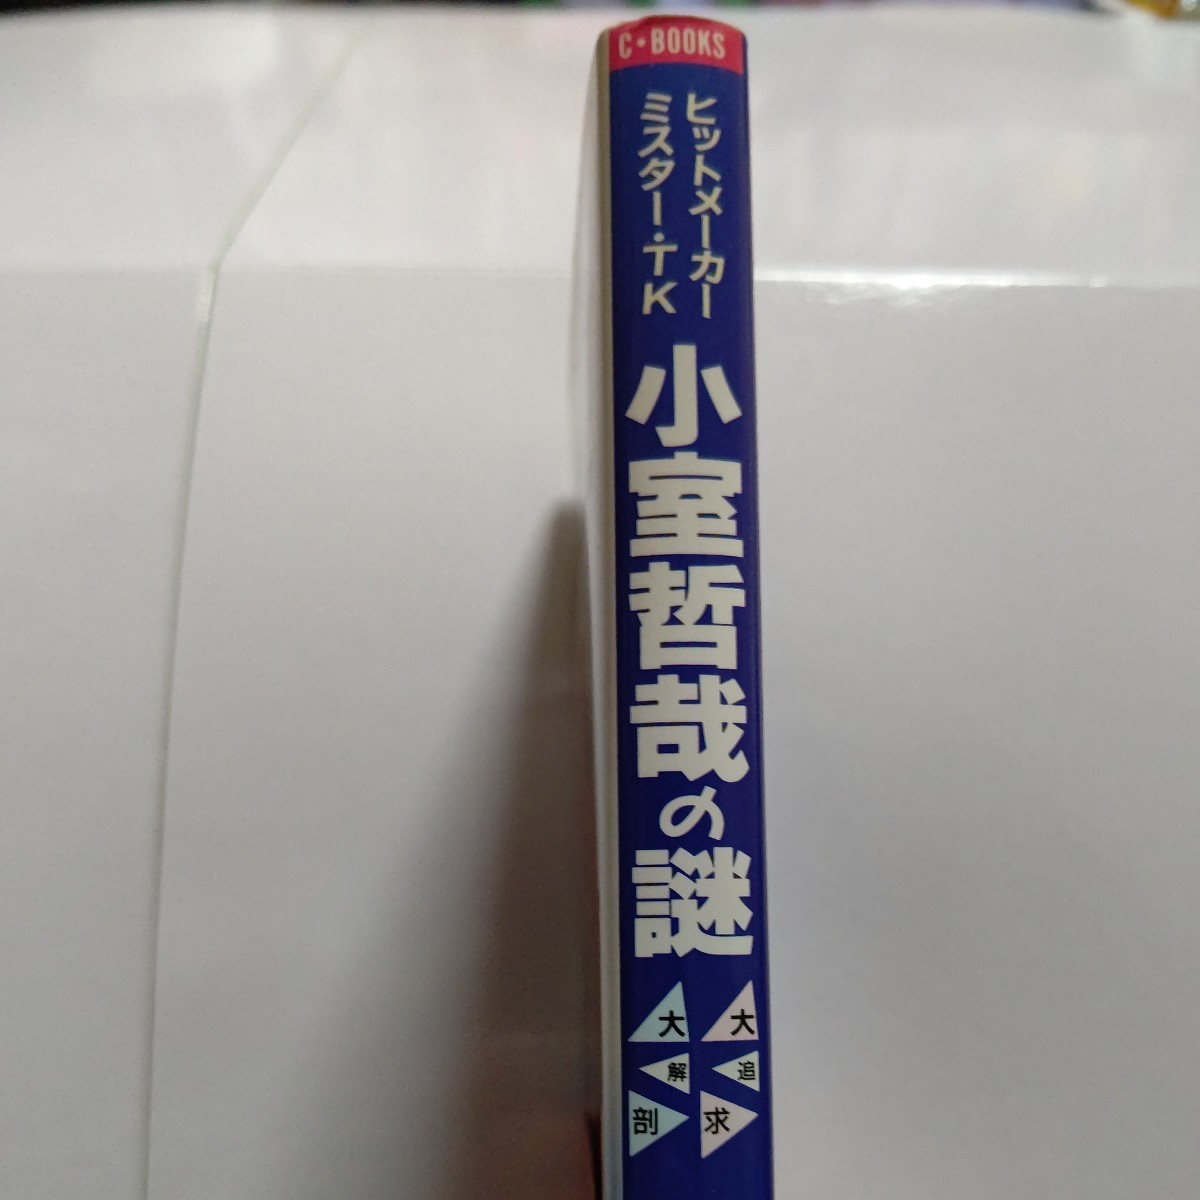 C・BOOKS
ヒットメーカー
ミスター・TK
小室哲哉の謎
大追求
大解剖